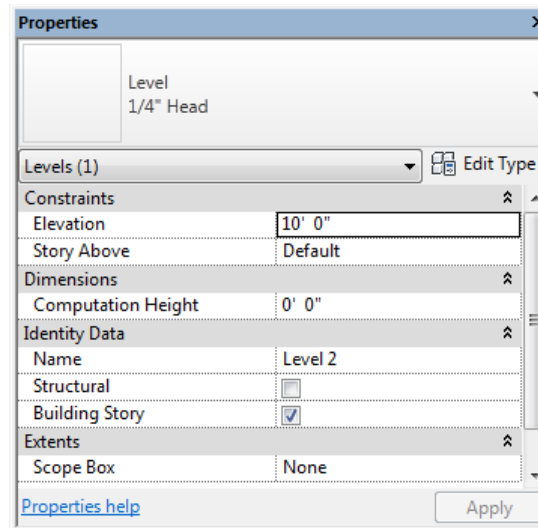 Properties
Level
1/4" Head
Levels (1)
Edit Type
Constraints
Elevation 10' 0"
Story Above Default
Dimensions
Computation Height 0' 0"
Identity Data
Name Level 2
Structural
Building Story
Extents
Scope Box None
Properties help Apply